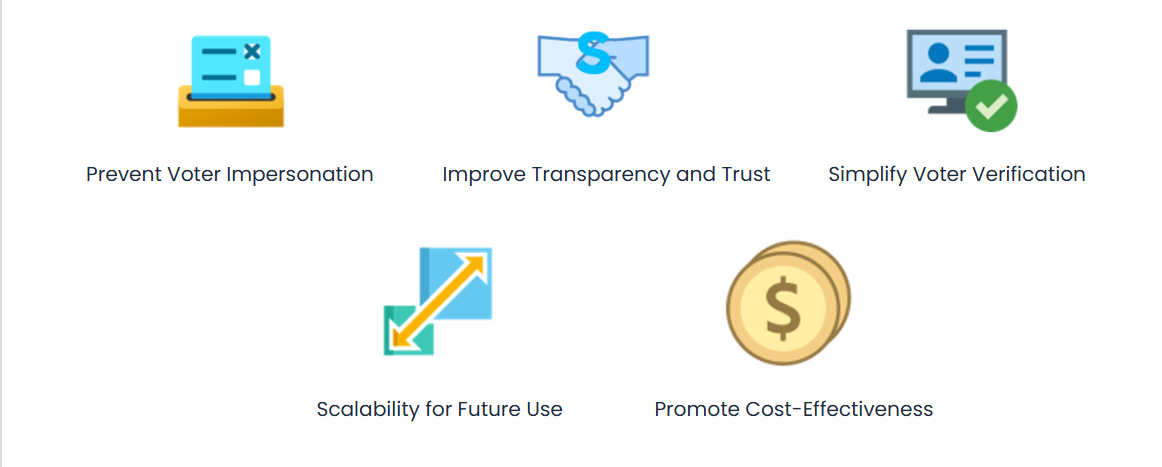 S
Prevent Voter Impersonation
Improve Transparency and Trust
Simplify Voter Verification
$
Scalability for Future Use
Promote Cost-Effectiveness